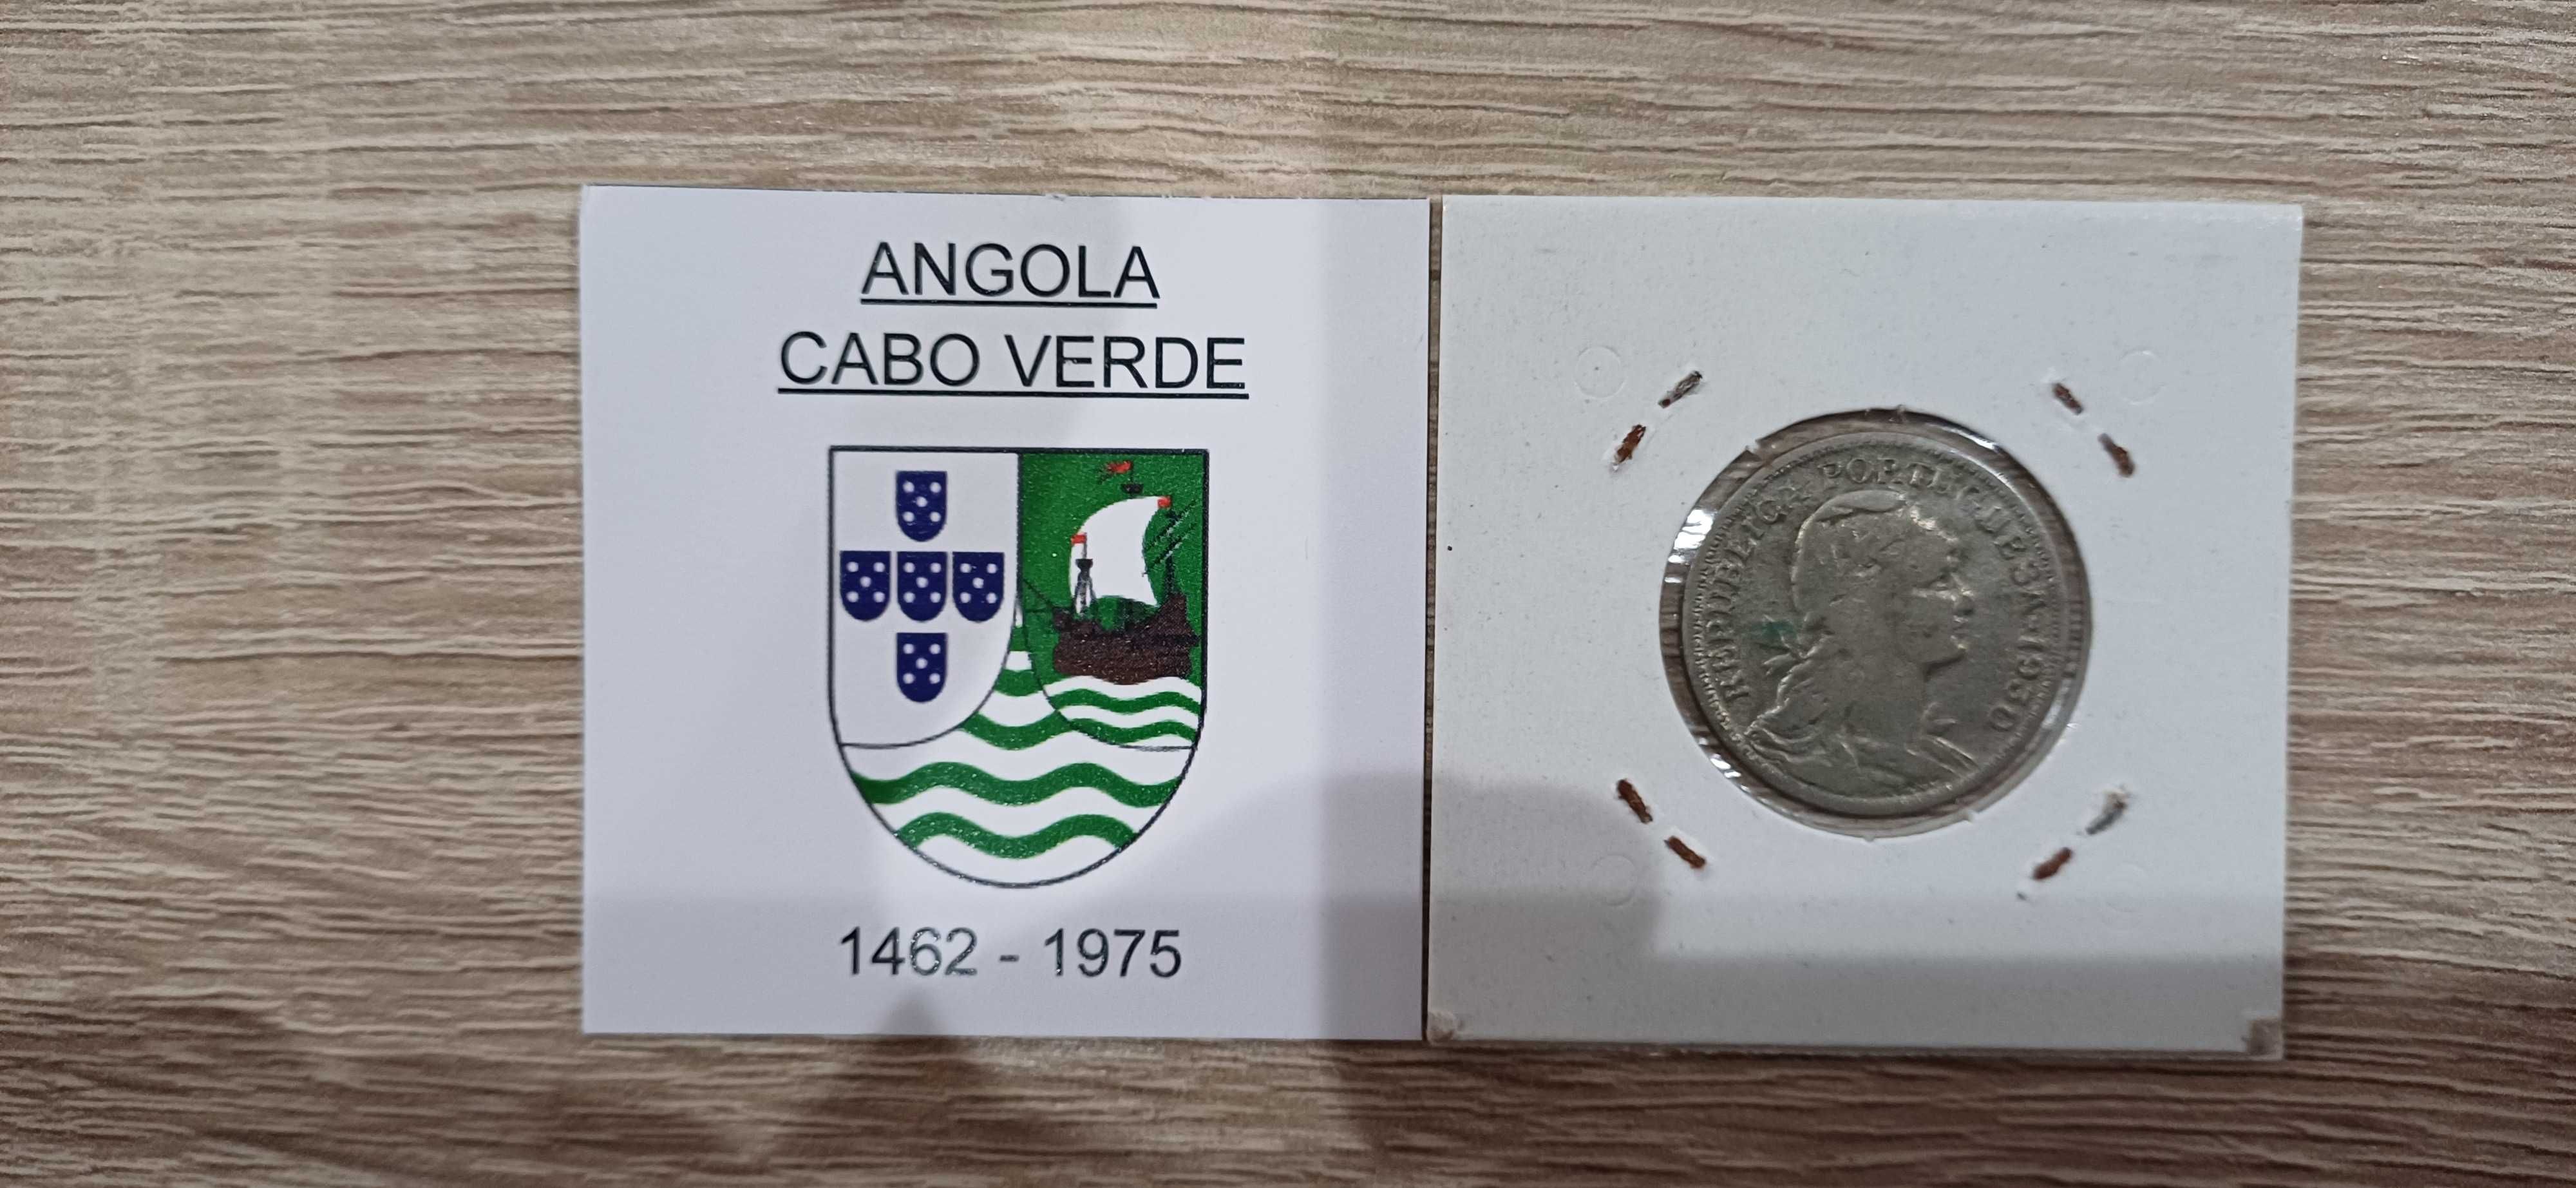 ANGOLA
CABO VERDE
1462 - 1975
REPUBLICA PORTUGUESA·1930